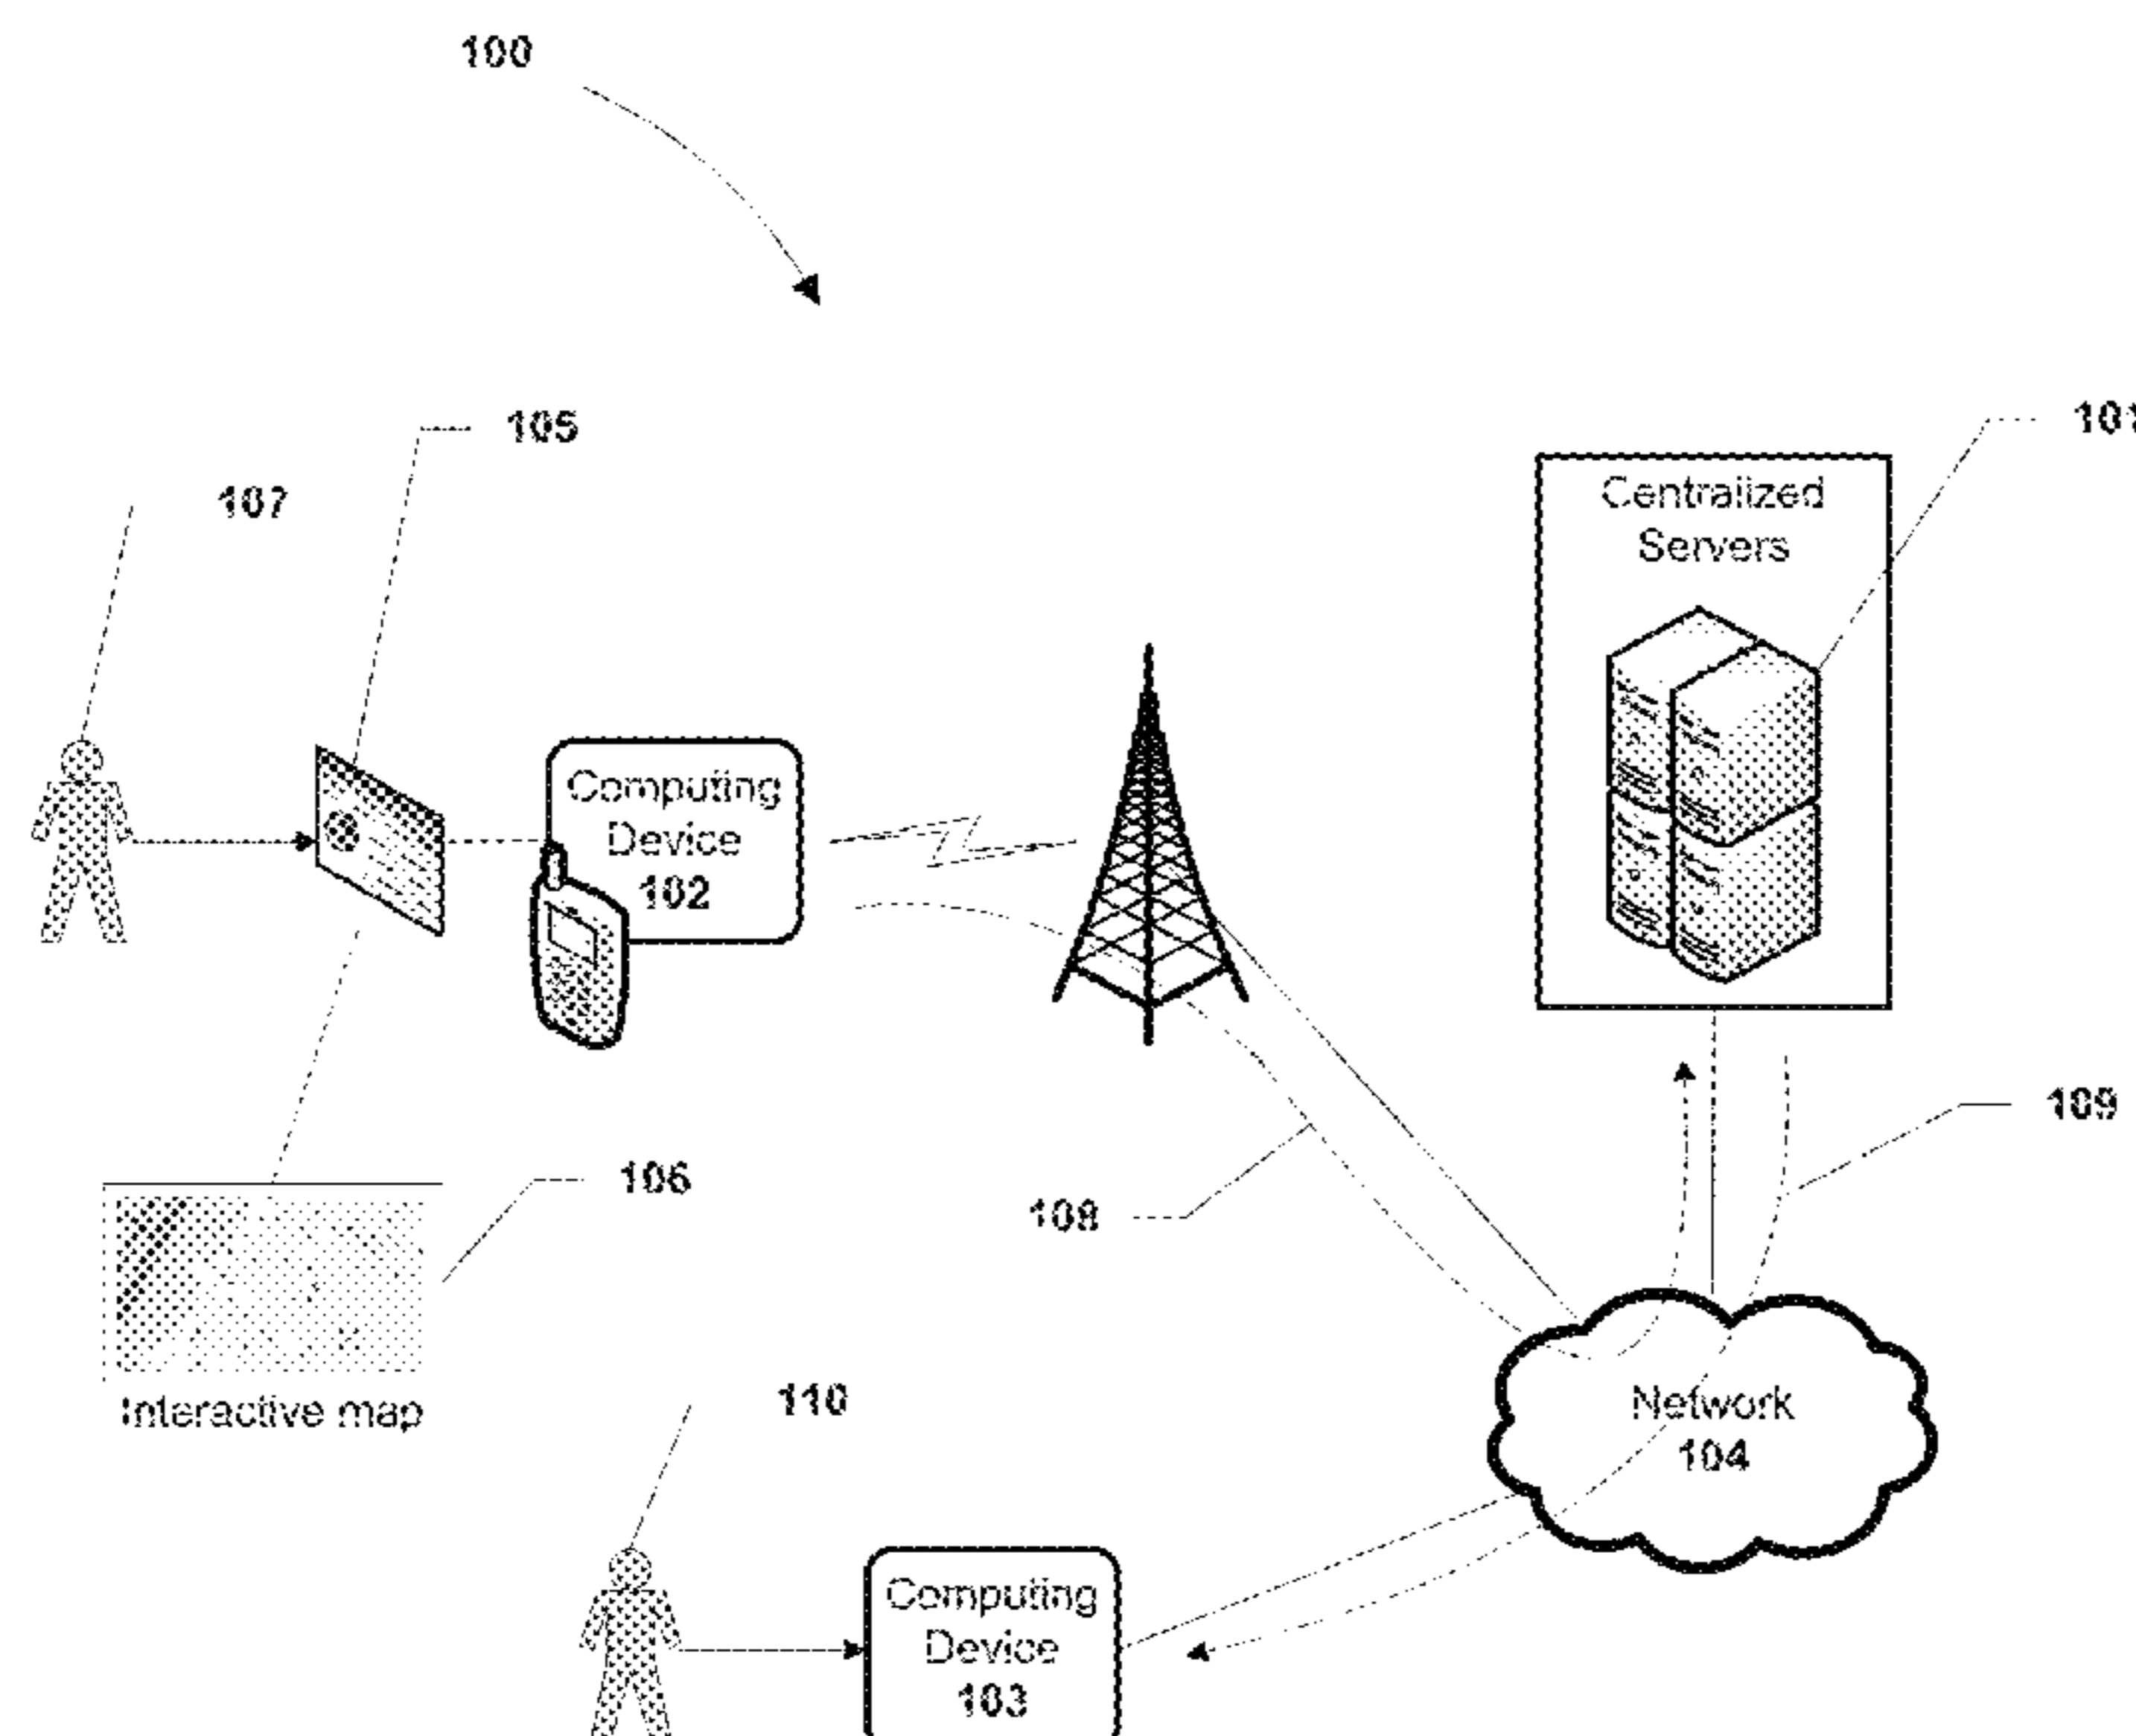 100
105
101
107
Centralized
Servers
Computing
Device
102
109
106
108
Interactive map
110
Network
104
Computing
Device
103